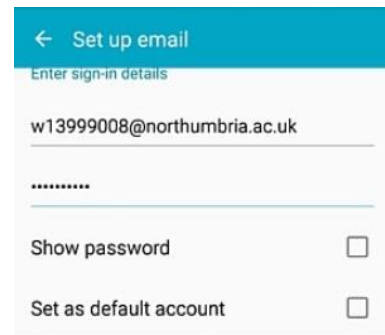 ← Set up email
Enter sign-in details
w13999008@northumbria.ac.uk
••••••••••
Show password
Set as default account